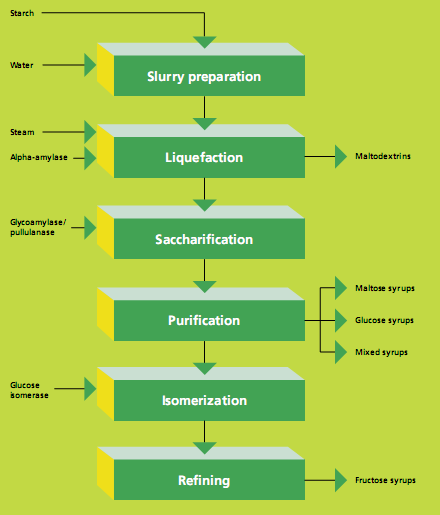 Starch
Water
Slurry preparation
Steam
Alpha-amylase
Liquefaction
Maltodextrins
Glycoamylase/
pullulanase
Saccharification
Purification
Maltose syrups
Glucose syrups
Mixed syrups
Glucose
isomerase
Isomerization
Refining
Fructose syrups